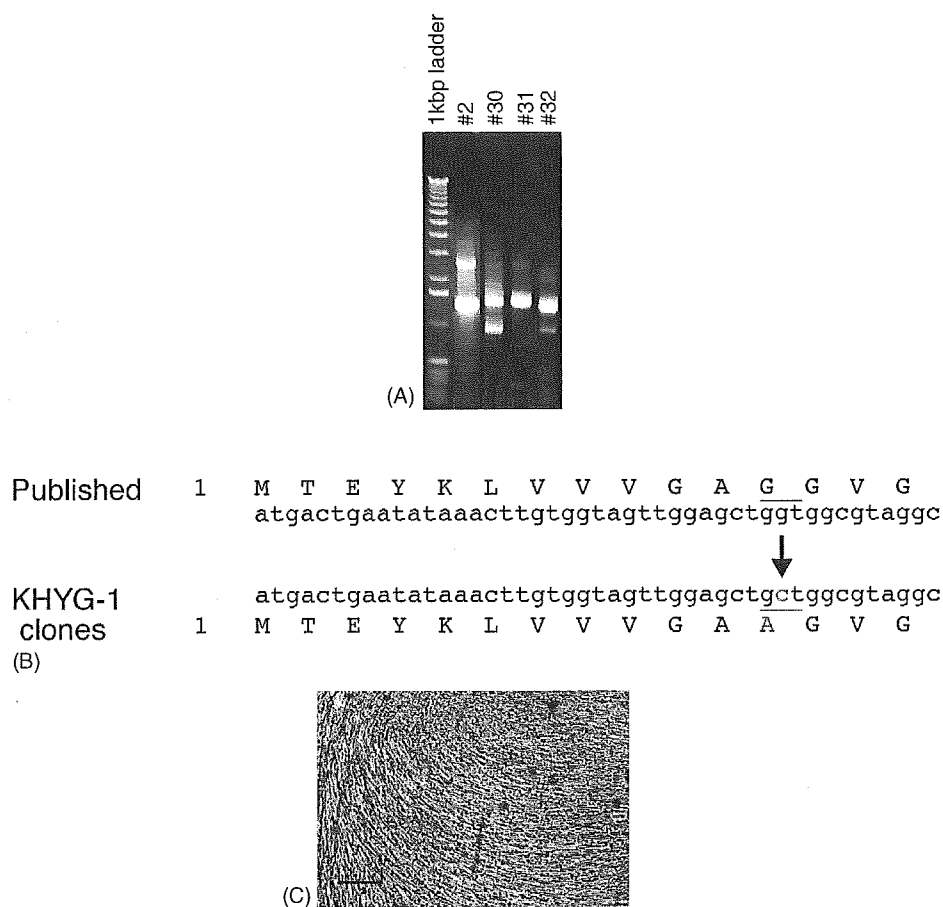 1kbp ladder
#2
#30
#31
#32
(A)
Published 1 M T E Y K L V V V G A G G V G
atgactgaatataaacttgtggtagttggagctggtggcgtaggc
KHYG-1 atgactgaatataaacttgtggtagttggagctgctggcgtaggc
clones 1 M T E Y K L V V V G A A G V G
(B)
(C)